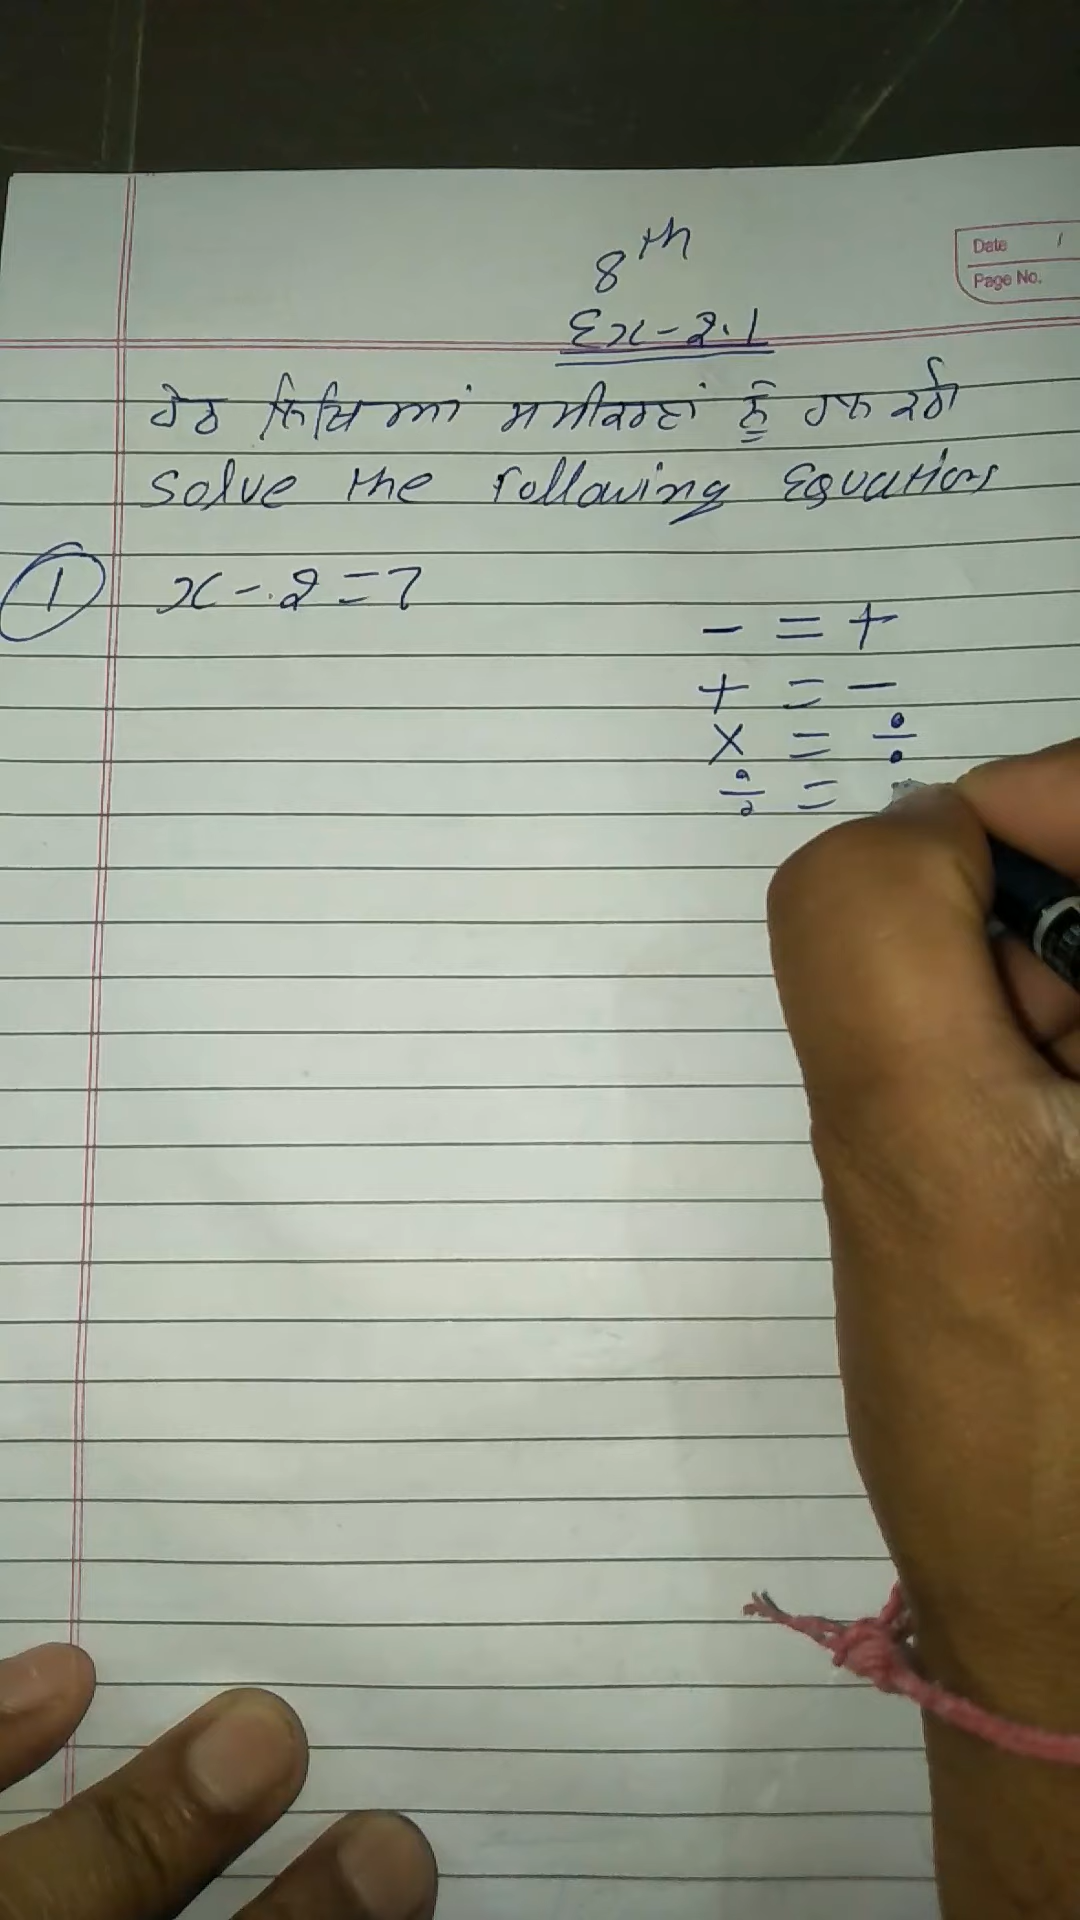 8th
Ex-2.1
Date /
Page No.
ਹੇਠ ਲਿਖਿਆਂ ਸਮੀਕਰਣਾਂ ਨੂੰ ਹਲ ਕਰੋ
Solve the following Equations
1 x-2=7
- = +
+ = -
× = ÷
÷ =